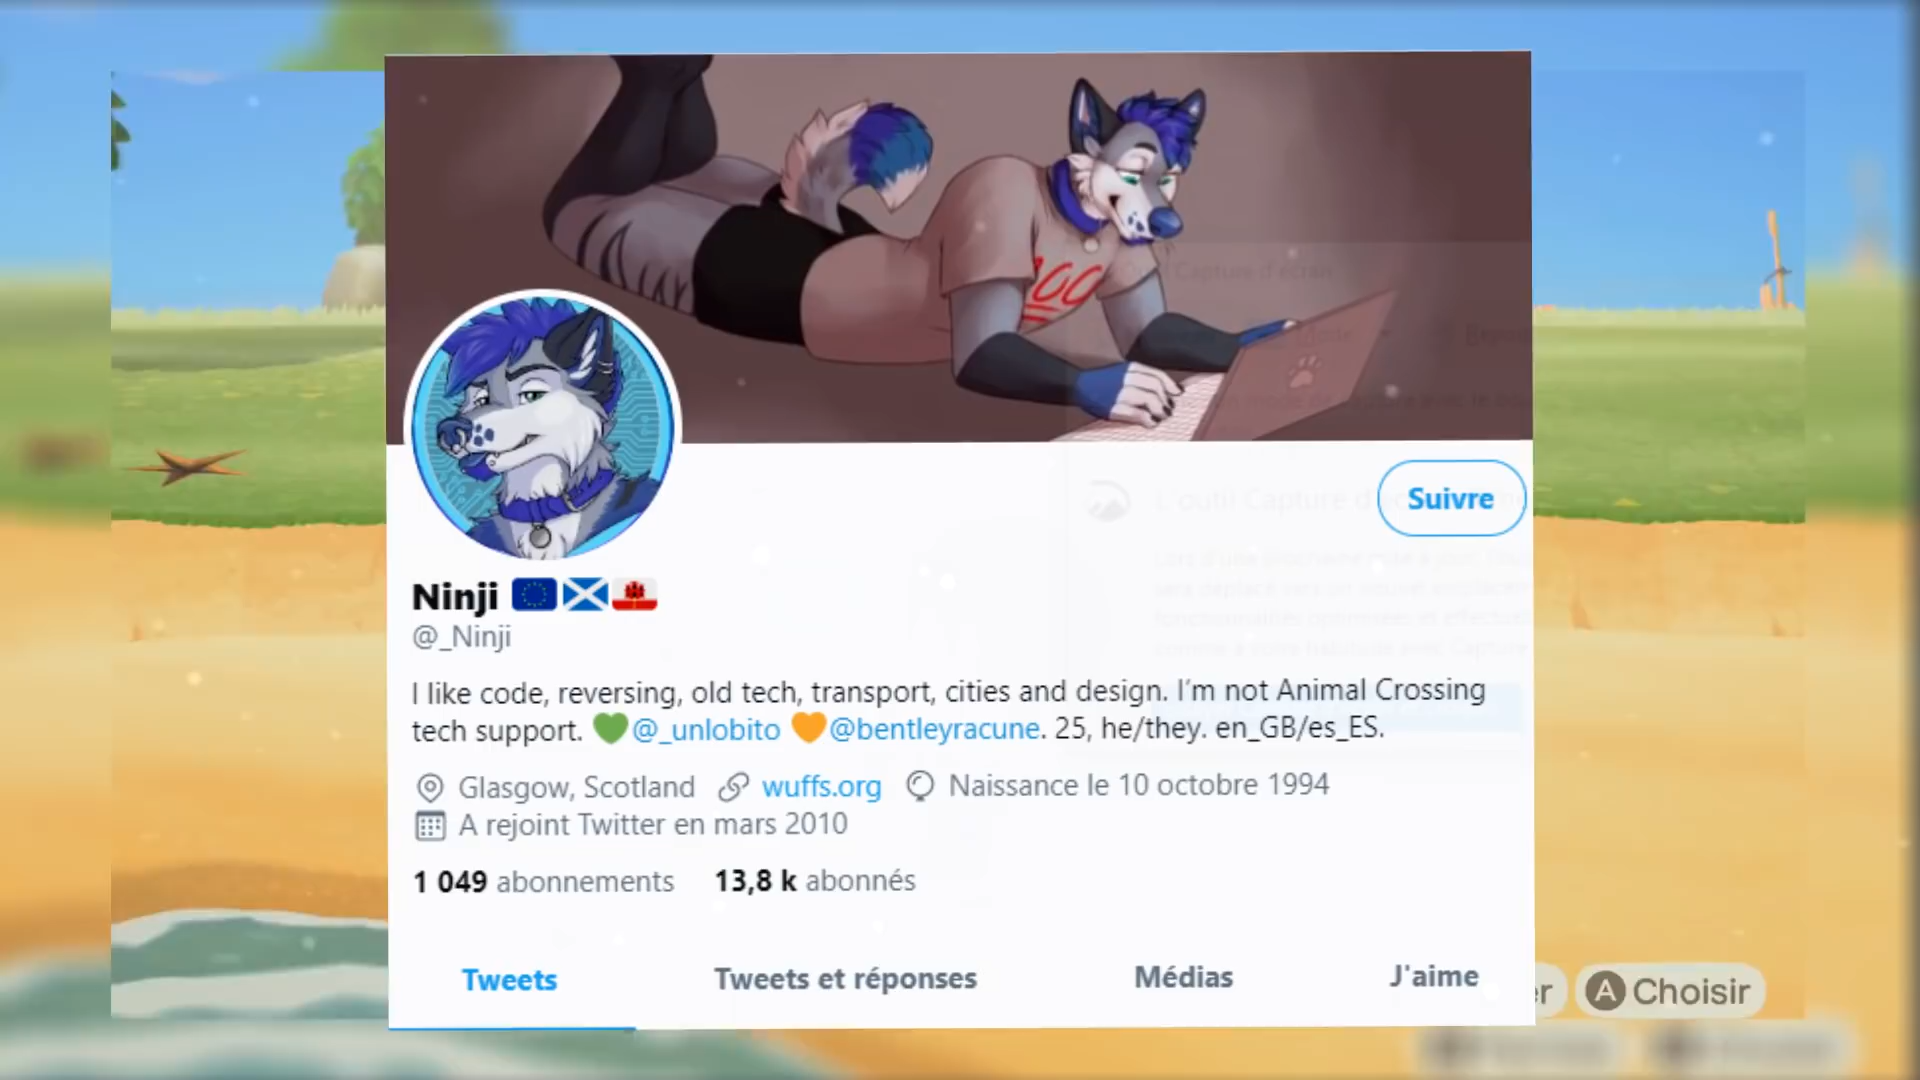 100
Suivre
Ninji
@_Ninji
I like code, reversing, old tech, transport, cities and design. I'm not Animal Crossing
tech support. 💚@_unlobito 🧡@bentleyracune. 25, he/they. en_GB/es_ES.
Glasgow, Scotland wuffs.org Naissance le 10 octobre 1994
A rejoint Twitter en mars 2010
1 049 abonnements 13,8 k abonnés
Tweets Tweets et réponses Médias J'aime
er A Choisir